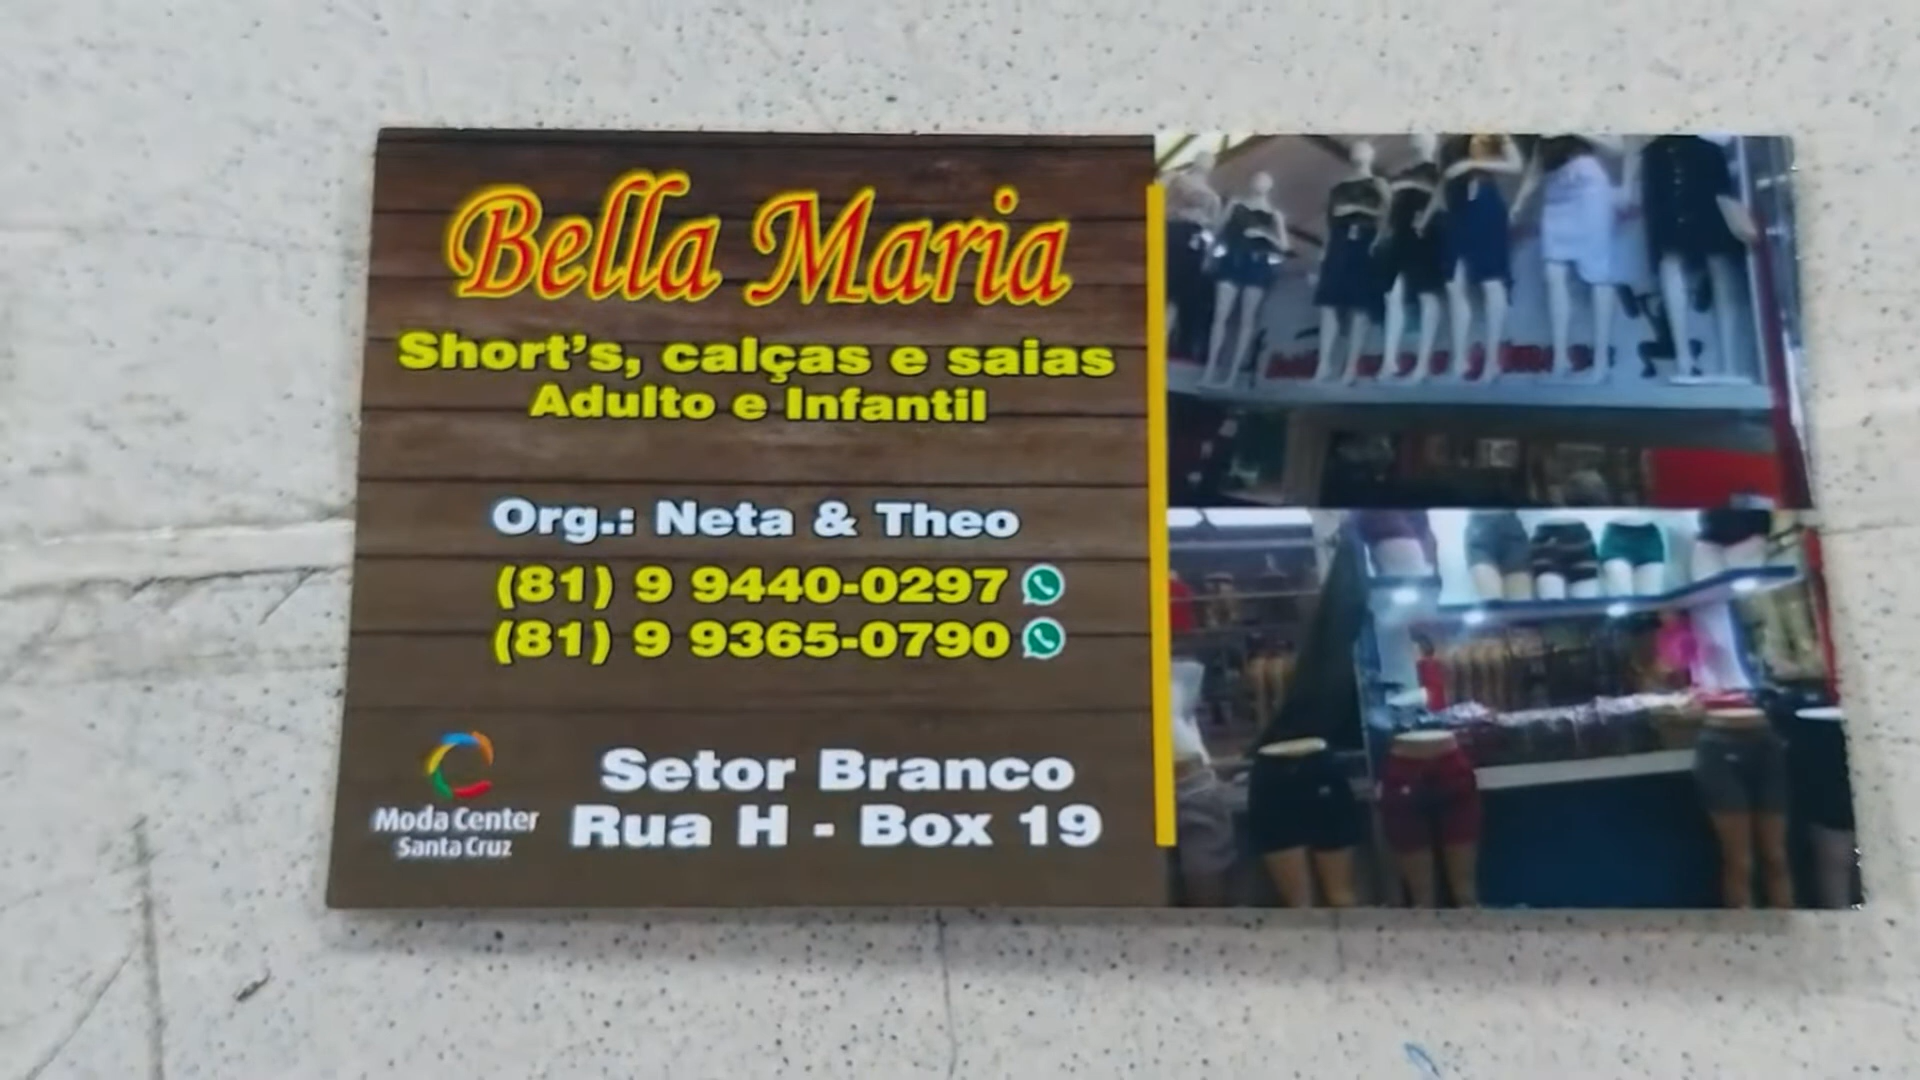 Bella Maria
Short's, calças e saias
Adulto e Infantil
Org.: Neta & Theo
(81) 9 9440-0297
(81) 9 9365-0790
Moda Center
Santa Cruz
Setor Branco
Rua H - Box 19